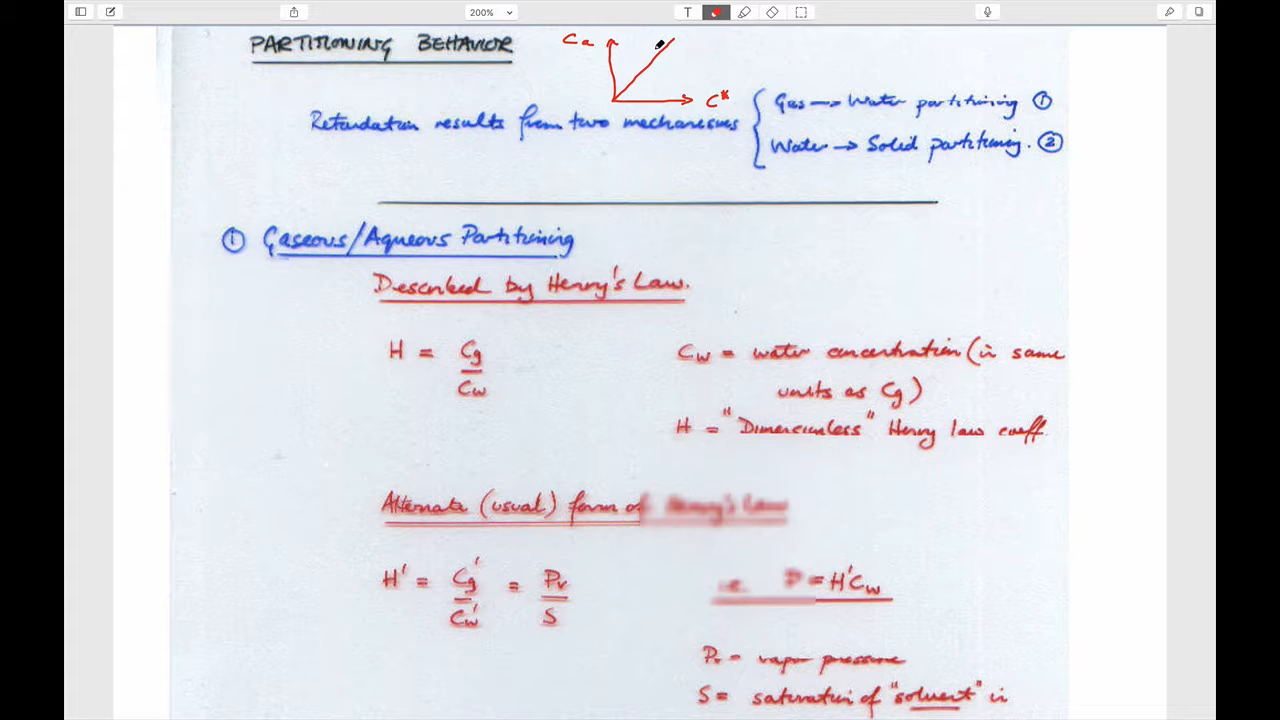 200%
T
PARTITIONING BEHAVIOR
Ca
C*
Retardation results from two mechanisms
Gas → Water partitioning ①
Water → Solid partitioning. ②
① Gaseous/Aqueous Partitioning
Described by Henry's Law.
H = Cg
Cw
Cw = water concentration (in same
units as Cg)
H = "Dimensionless" Henry law coeff.
Alternate (usual) form of Henry's Law
H' = Cg' = Pv
Cw' S
i.e. P = H'Cw
Pv = vapor pressure
S = saturation of "solvent" in